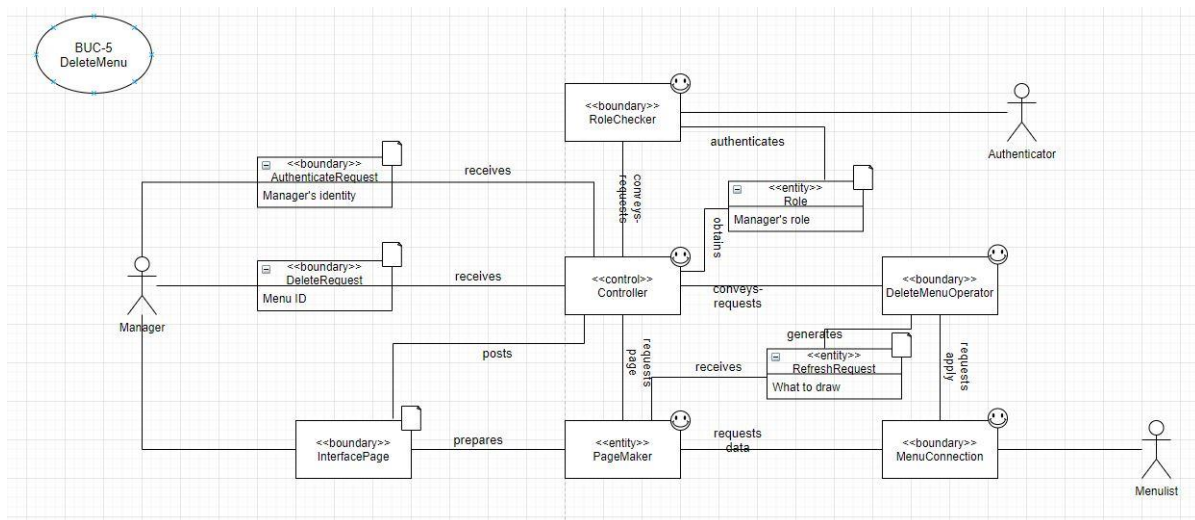 BUC-5
DeleteMenu
<<boundary>>
RoleChecker
authenticates
Authenticator
<<boundary>>
AuthenticateRequest
Manager's identity
receives
conveys-
requests
<<entity>>
Role
Manager's role
obtains
<<boundary>>
DeleteRequest
Menu ID
receives
<<control>>
Controller
conveys-
requests
<<boundary>>
DeleteMenuOperator
Manager
posts
requests
page
generates
receives
<<entity>>
RefreshRequest
What to draw
requests
apply
<<boundary>>
InterfacePage
prepares
<<entity>>
PageMaker
requests
data
<<boundary>>
MenuConnection
Menulist